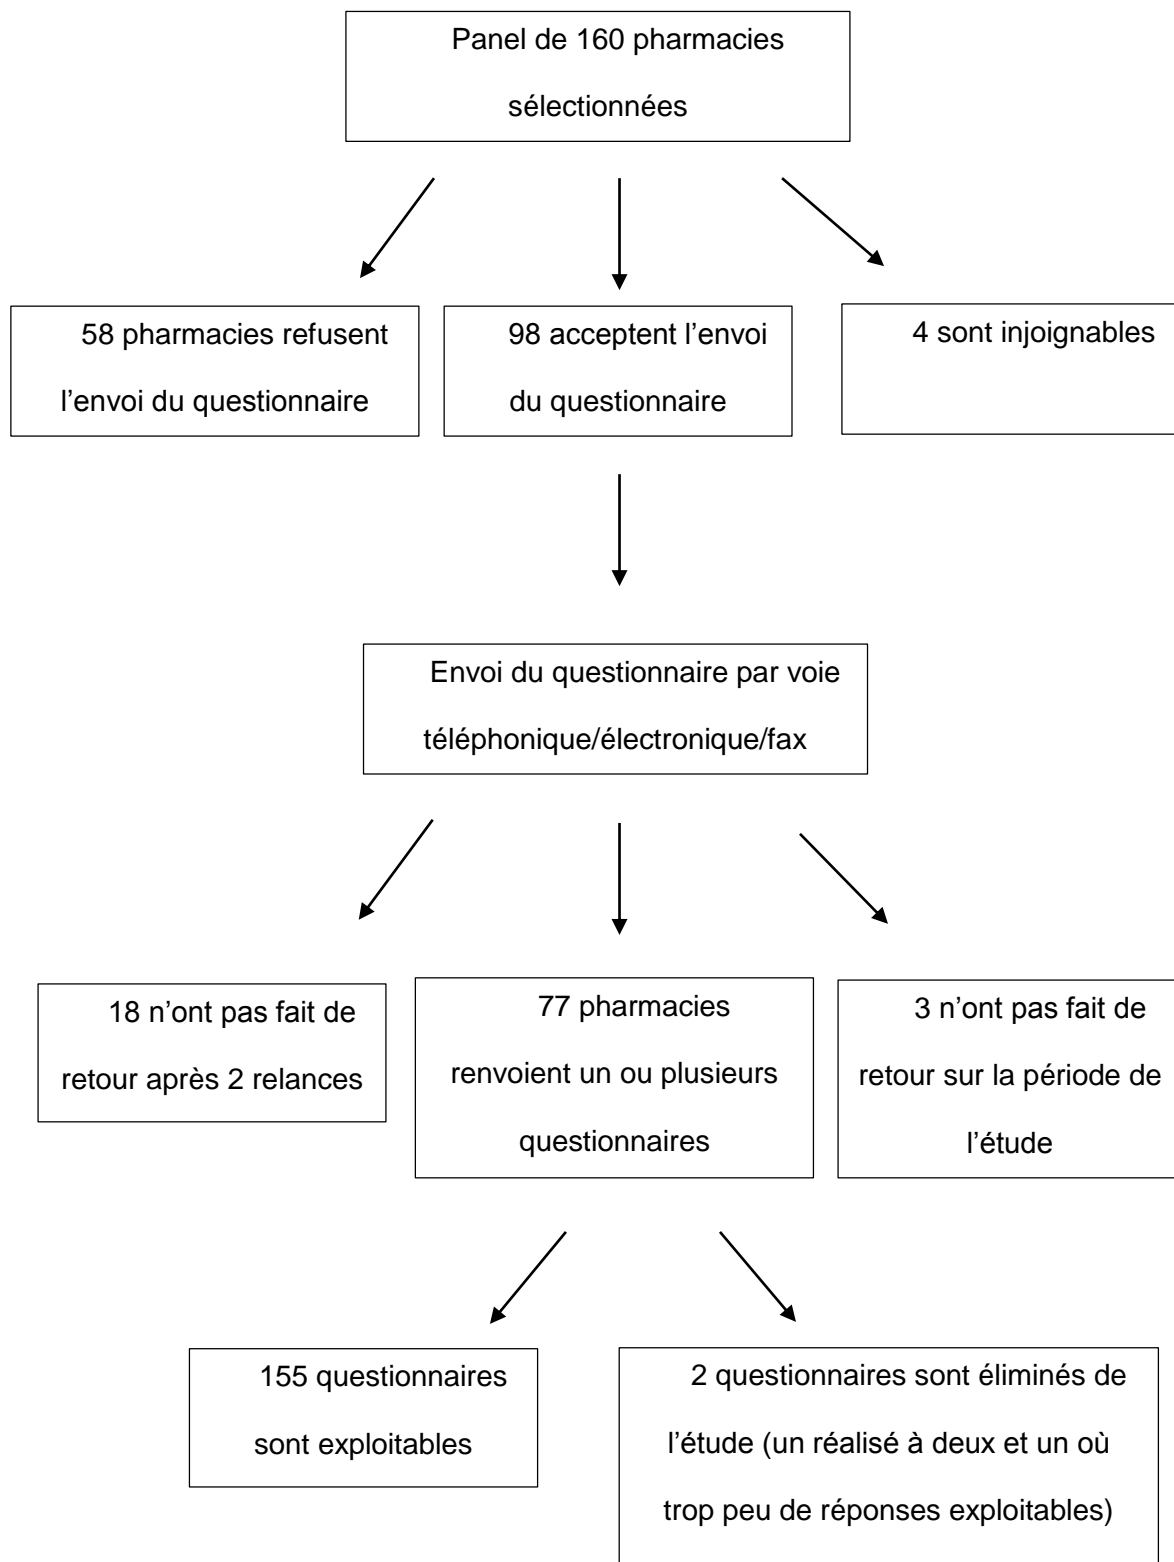 Panel de 160 pharmacies
sélectionnées
58 pharmacies refusent
l’envoi du questionnaire
98 acceptent l’envoi
du questionnaire
4 sont injoignables
Envoi du questionnaire par voie
téléphonique/électronique/fax
18 n’ont pas fait de
retour après 2 relances
77 pharmacies
renvoient un ou plusieurs
questionnaires
3 n’ont pas fait de
retour sur la période de
l’étude
155 questionnaires
sont exploitables
2 questionnaires sont éliminés de
l’étude (un réalisé à deux et un où
trop peu de réponses exploitables)